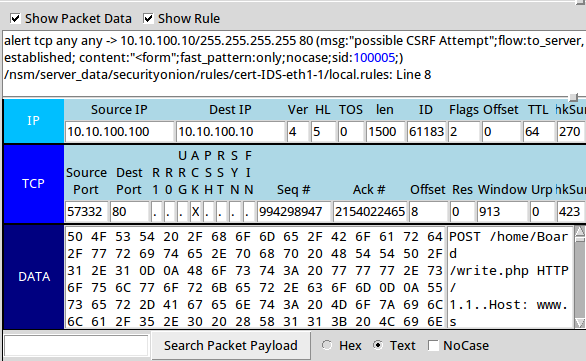 Show Packet Data Show Rule
alert tcp any any -> 10.10.100.10/255.255.255.255 80 (msg:"possible CSRF Attempt";flow:to_server,
established; content:"<form";fast_pattern:only;nocase;sid:100005;)
/nsm/server_data/securityonion/rules/cert-IDS-eth1-1/local.rules: Line 8
IP
Source IP Dest IP Ver HL TOS len ID Flags Offset TTL hkSum
10.10.100.100 10.10.100.10 4 5 0 1500 61183 2 0 64 270
TCP
U A P R S F
Source Dest R R R C S S Y I
Port Port 1 0 G K H T N N Seq # Ack # Offset Res Window Urp hkSum
57332 80 . . . X . . . . 994298947 2154022465 8 0 913 0 423
DATA
50 4F 53 54 20 2F 68 6F 6D 65 2F 42 6F 61 72 64 POST /home/Boar
2F 77 72 69 74 65 2E 70 68 70 20 48 54 54 50 2F d
31 2E 31 0D 0A 48 6F 73 74 3A 20 77 77 77 2E 73 /write.php HTTP
6F 75 6C 77 6F 72 6B 65 72 2E 63 6F 6D 0D 0A 55 /
73 65 72 2D 41 67 65 6E 74 3A 20 4D 6F 7A 69 6C 1.1..Host: www.
6C 61 2F 35 2E 30 20 28 58 31 31 3B 20 4C 69 6E s
Search Packet Payload Hex Text NoCase